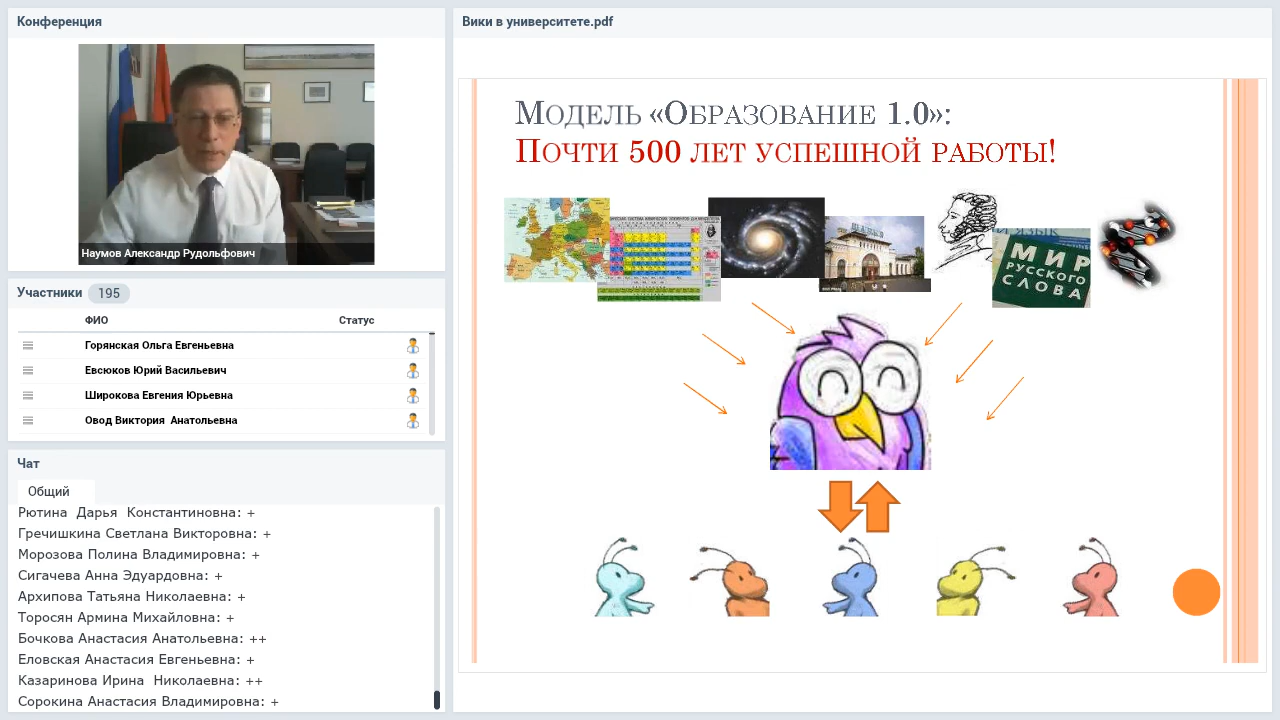 Конференция
Наумов Александр Рудольфович
Участники 195
ФИО Статус
Горянская Ольга Евгеньевна
Евсюков Юрий Васильевич
Широкова Евгения Юрьевна
Овод Виктория  Анатольевна
Чат
Общий
Рютина  Дарья  Константиновна: +
Гречишкина Светлана Викторовна: +
Морозова Полина Владимировна: +
Сигачева Анна Эдуардовна: +
Архипова Татьяна Николаевна: +
Торосян Армина Михайловна: +
Бочкова Анастасия Анатольевна: ++
Еловская Анастасия Евгеньевна: +
Казаринова Ирина  Николаевна: ++
Сорокина Анастасия Владимировна: +
Вики в университете.pdf
Модель «Образование 1.0»:
Почти 500 лет успешной работы!
МИР
РУССКОГО
СЛОВА